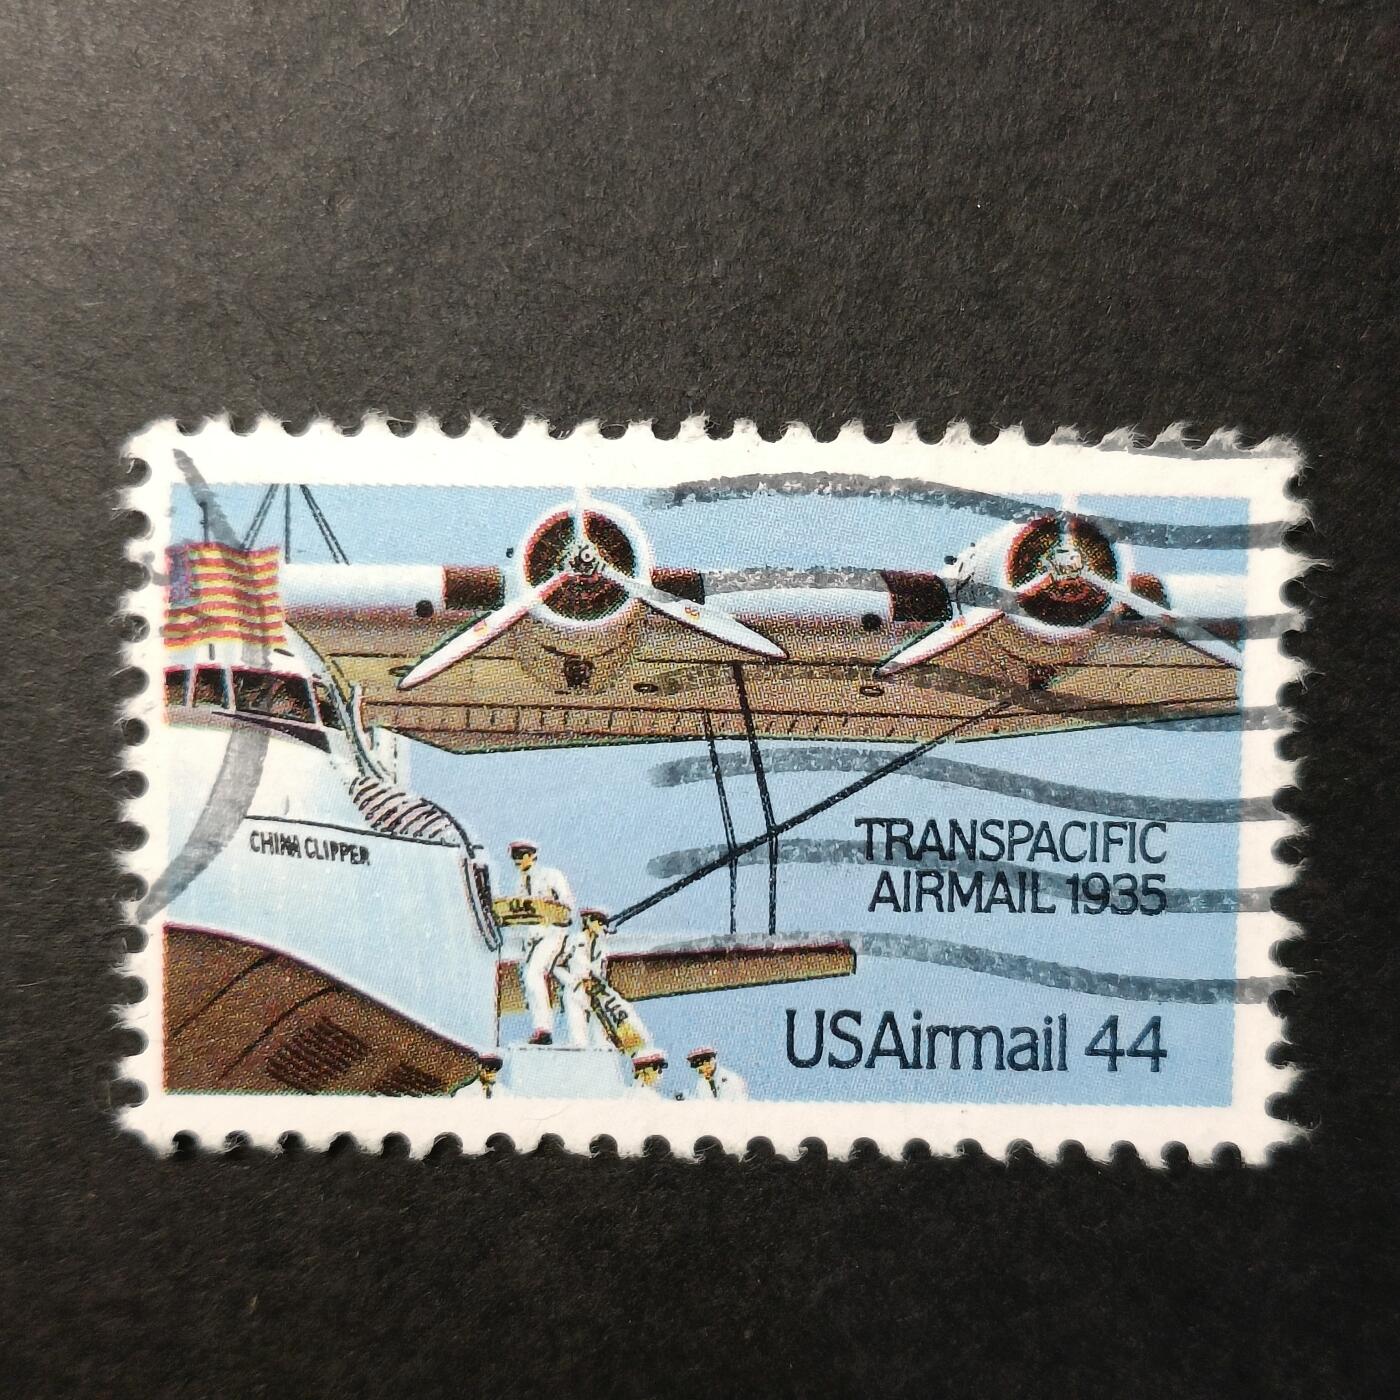 CHINA CLIPPER
U.S.
U.S.
TRANSPACIFIC
AIRMAIL 1935
USAirmail 44